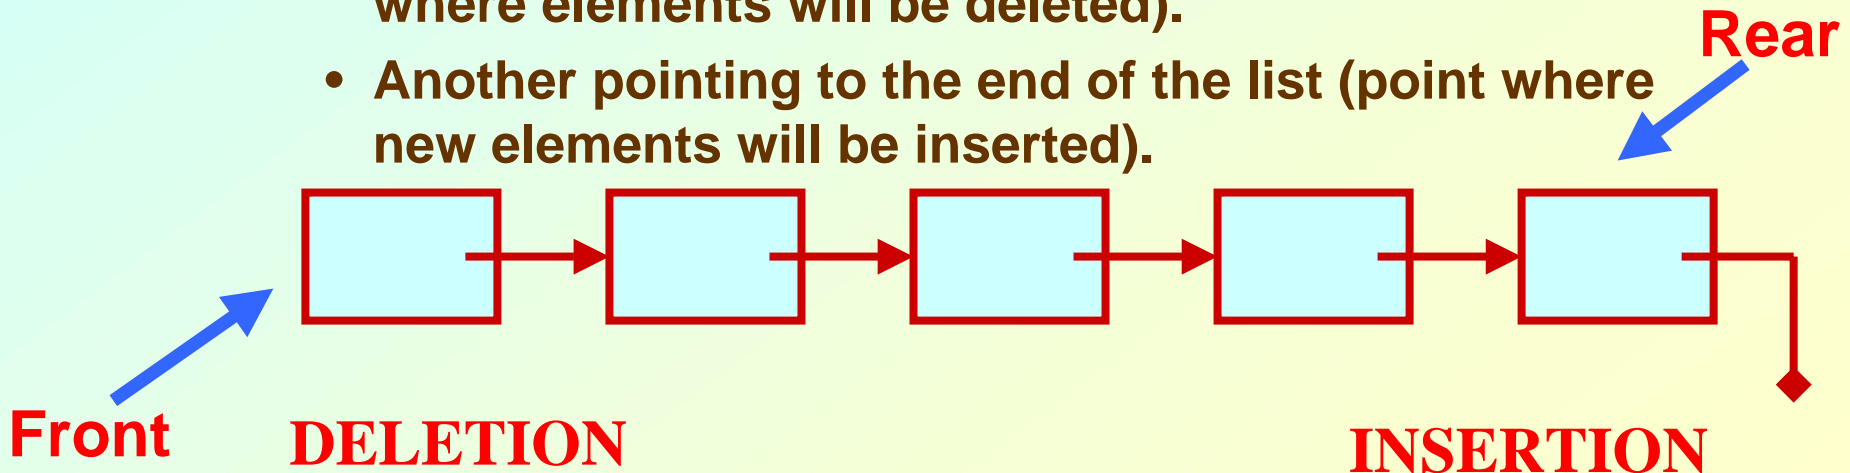 where elements will be deleted).
Rear
• Another pointing to the end of the list (point where
new elements will be inserted).
Front
DELETION
INSERTION